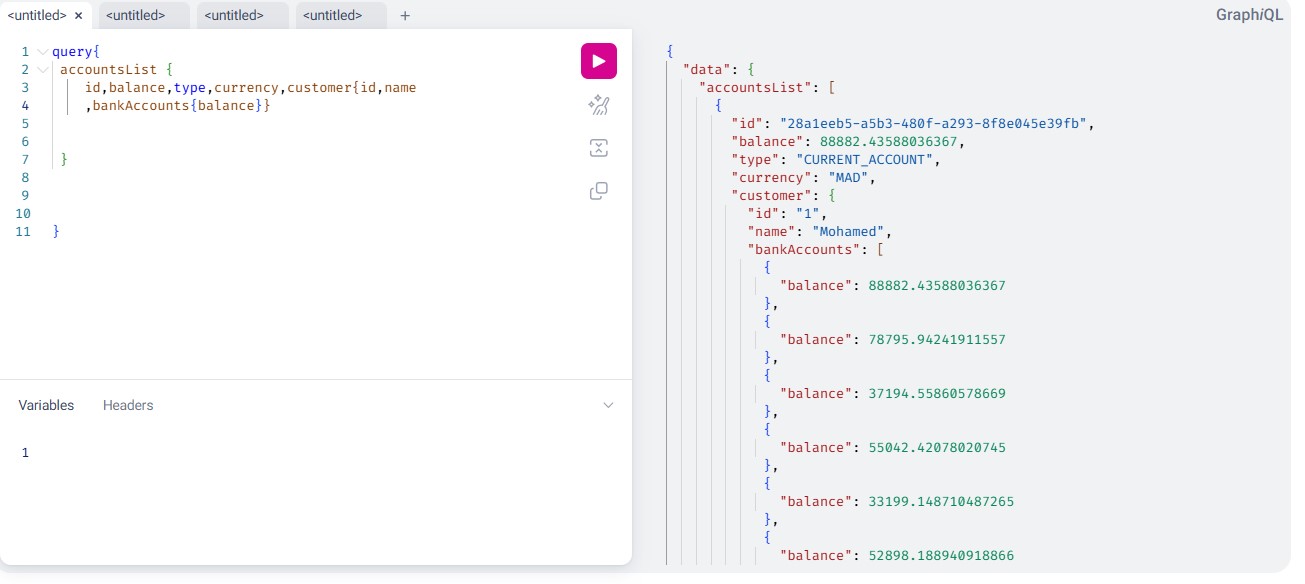 <untitled> × <untitled> <untitled> <untitled> +
GraphiQL
1 query{
2 accountsList {
3 id,balance,type,currency,customer{id,name
4 ,bankAccounts{balance}}
5
6
7 }
8
9
10
11 }
Variables Headers
1
{
"data": {
"accountsList": [
{
"id": "28a1eeb5-a5b3-480f-a293-8f8e045e39fb",
"balance": 88882.43588036367,
"type": "CURRENT_ACCOUNT",
"currency": "MAD",
"customer": {
"id": "1",
"name": "Mohamed",
"bankAccounts": [
{
"balance": 88882.43588036367
},
{
"balance": 78795.94241911557
},
{
"balance": 37194.55860578669
},
{
"balance": 55042.42078020745
},
{
"balance": 33199.148710487265
},
{
"balance": 52898.188940918866